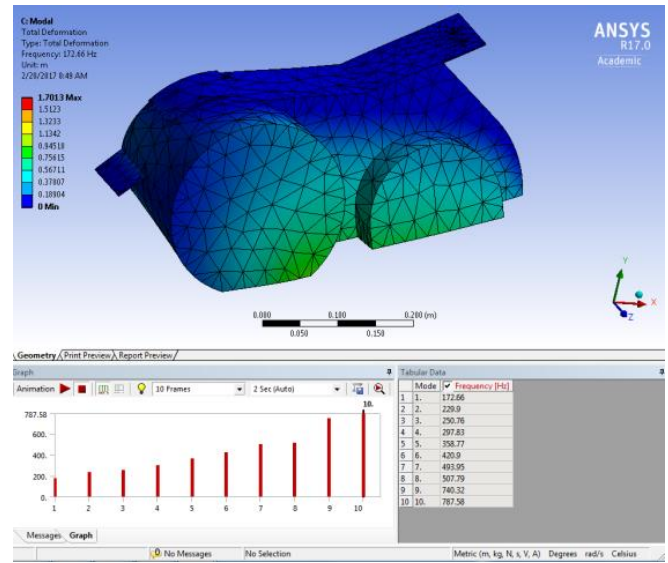 C: Modal
Total Deformation
Type: Total Deformation
Frequency: 172.66 Hz
Unit: m
2/28/2017 8:49 AM
1.7013 Max
1.5123
1.3233
1.1342
0.94518
0.75615
0.56711
0.37807
0.18904
0 Min
ANSYS
R17.0
Academic
Y
X
Z
0.000 0.100 0.200 (m)
0.050 0.150
Geometry Print Preview Report Preview
Graph
Animation 10 Frames 2 Sec (Auto)
10.
787.58
600.
400.
200.
0.
1 2 3 4 5 6 7 8 9 10
Messages Graph
Tabular Data
Mode Frequency [Hz]
1 1. 172.66
2 2. 229.9
3 3. 250.76
4 4. 297.83
5 5. 358.77
6 6. 420.9
7 7. 493.95
8 8. 507.79
9 9. 740.32
10 10. 787.58
No Messages No Selection Metric (m, kg, N, s, V, A) Degrees rad/s Celsius